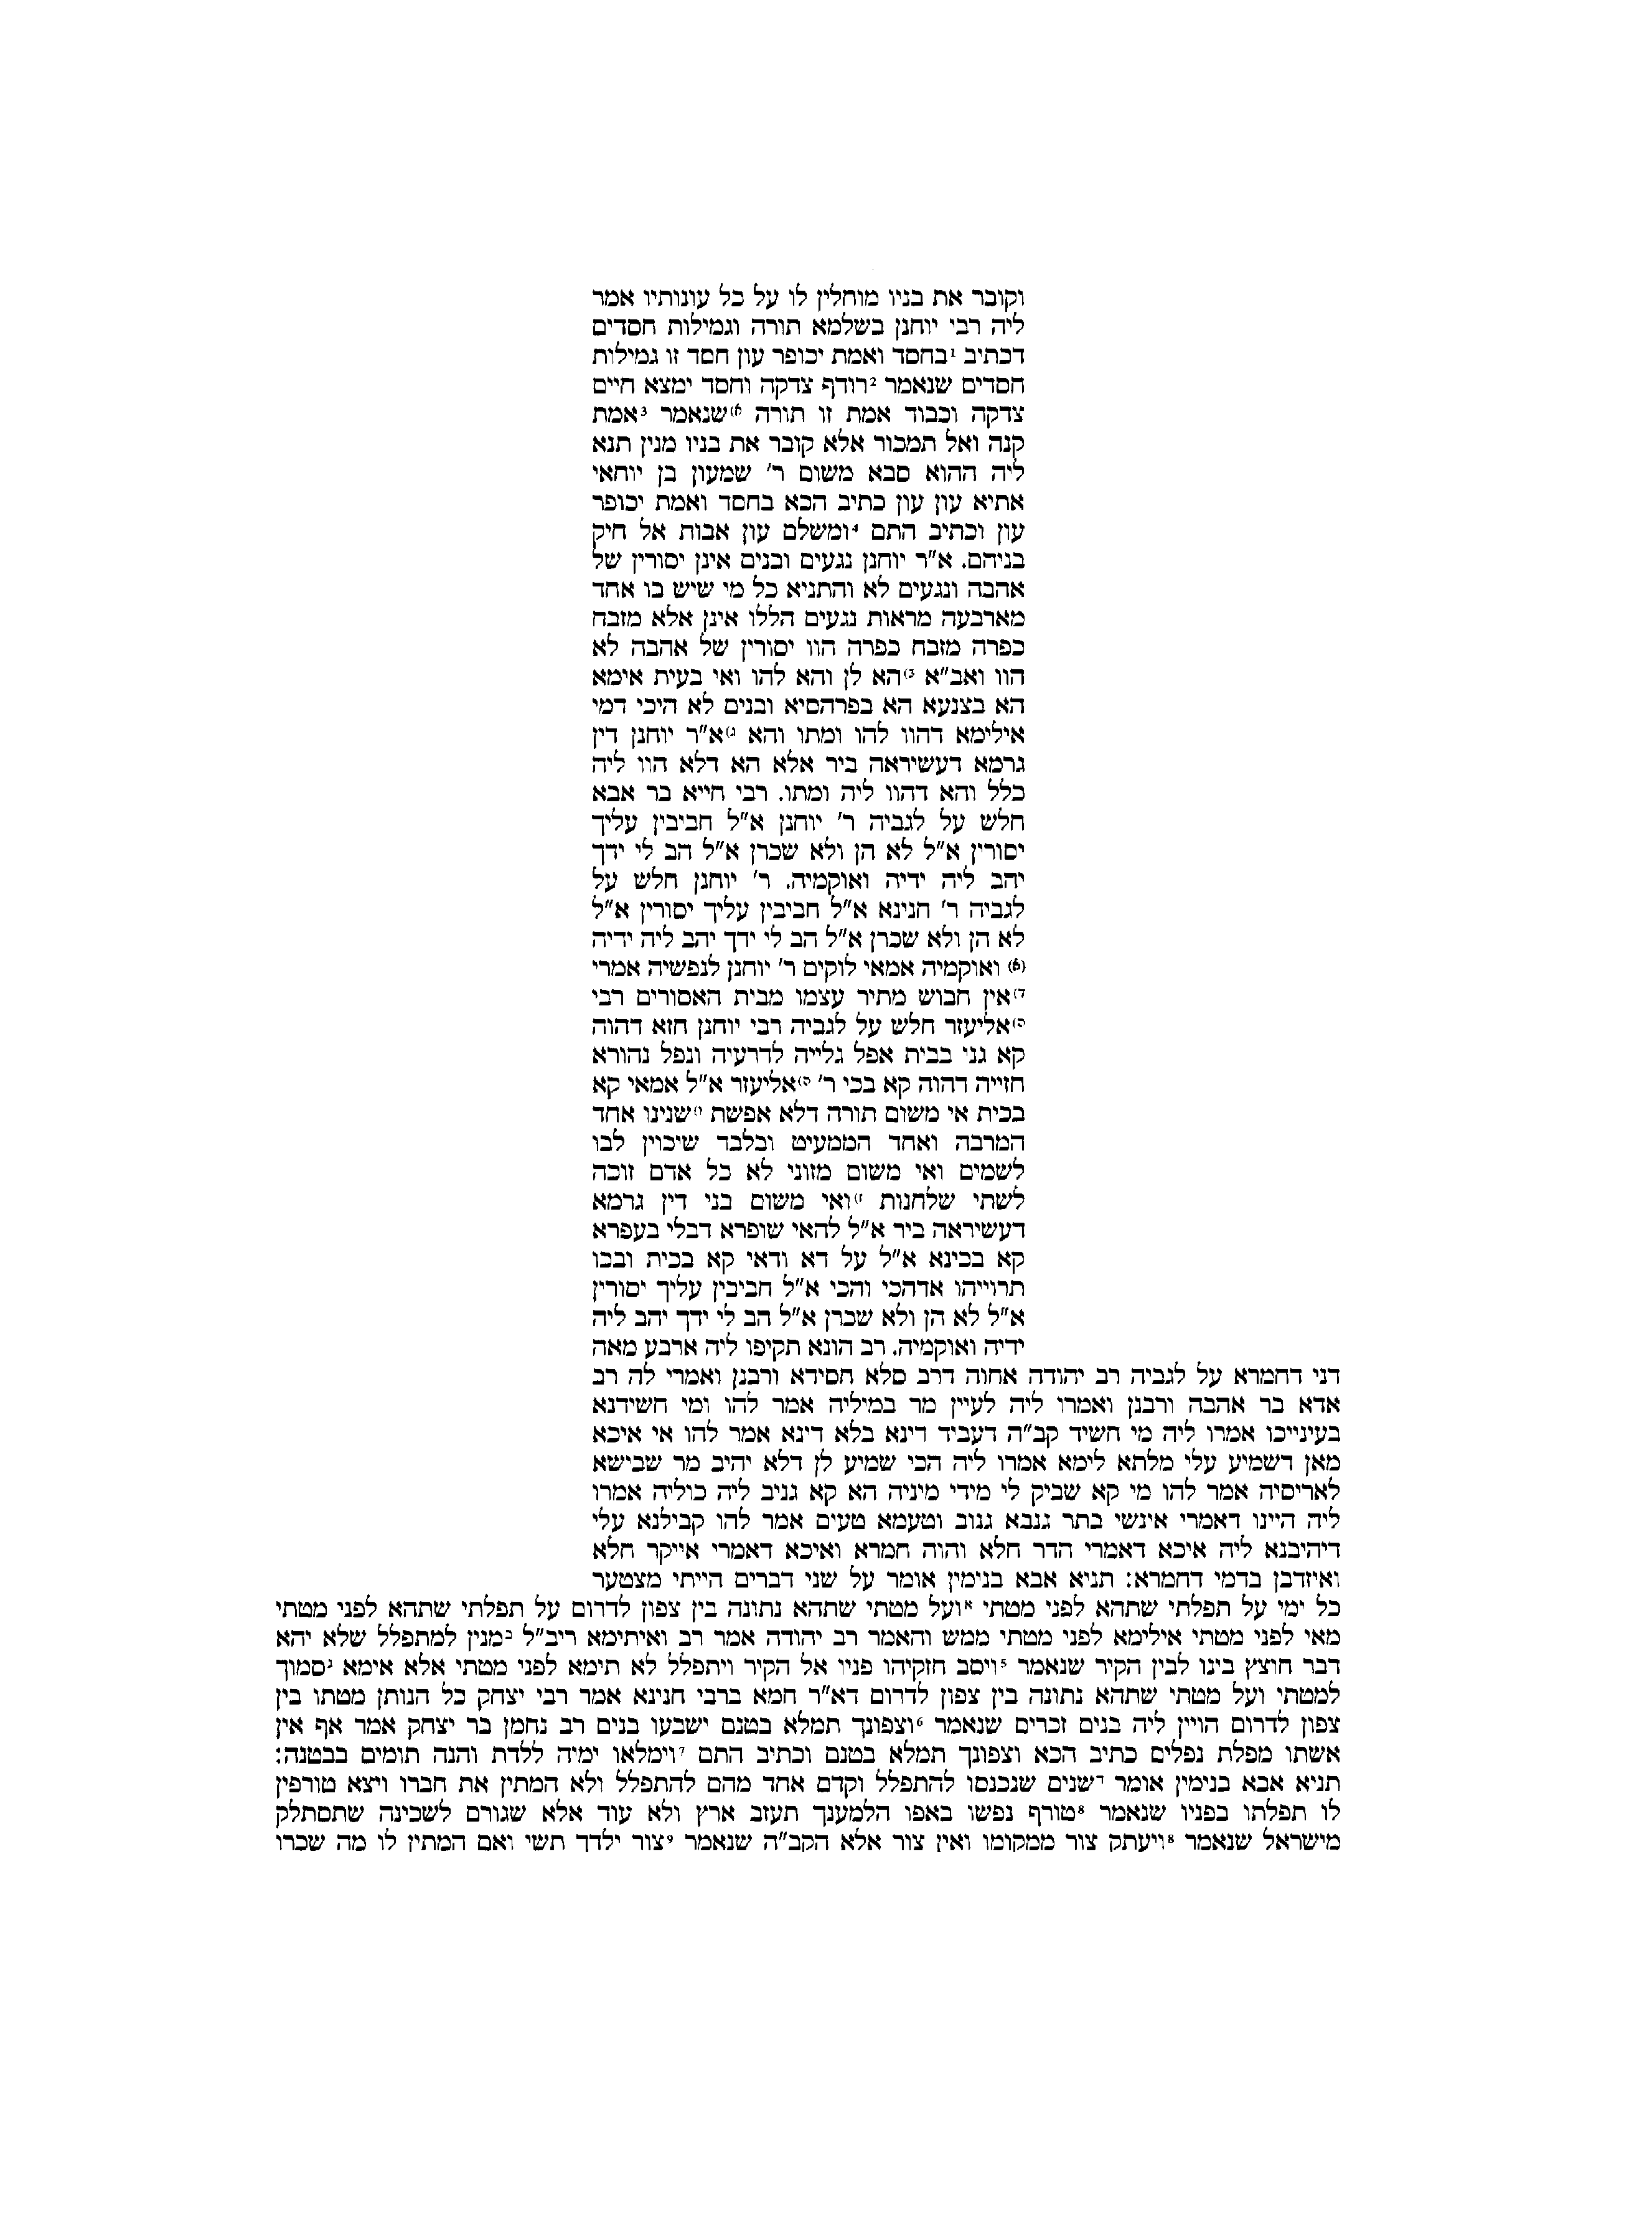 וקובר את בניו מוחלין לו על כל עונותיו אמר
ליה רבי יוחנן בשלמא תורה וגמילות חסדים
דכתיב ¹בחסד ואמת יכופר עון חסד זו גמילות
חסדים שנאמר ²רודף צדקה וחסד ימצא חיים
צדקה וכבוד אמת זו תורה א)שנאמר ³אמת
קנה ואל תמכור אלא קובר את בניו מנין תנא
ליה ההוא סבא משום ר' שמעון בן יוחאי
אתיא עון עון כתיב הכא בחסד ואמת יכופר
עון וכתיב התם ⁴ומשלם עון אבות אל חיק
בניהם. א"ר יוחנן נגעים ובנים אינן יסורין של
אהבה ונגעים לא והתניא כל מי שיש בו אחד
מארבעה מראות נגעים הללו אינן אלא מזבח
כפרה מזבח כפרה הוו יסורין של אהבה לא
הוו ואב"א ב)הא לן והא להו ואי בעית אימא
הא בצנעא הא בפרהסיא ובנים לא היכי דמי
אילימא דהוו להו ומתו והא ג)א"ר יוחנן דין
גרמא דעשיראה ביר אלא הא דלא הוו ליה
כלל והא דהוו ליה ומתו. רבי חייא בר אבא
חלש על לגביה ר' יוחנן א"ל חביבין עליך
יסורין א"ל לא הן ולא שכרן א"ל הב לי ידך
יהב ליה ידיה ואוקמיה. ר' יוחנן חלש על
לגביה ר' חנינא א"ל חביבין עליך יסורין א"ל
לא הן ולא שכרן א"ל הב לי ידך יהב ליה ידיה
(א) ואוקמיה אמאי לוקים ר' יוחנן לנפשיה אמרי
ד)אין חבוש מתיר עצמו מבית האסורים רבי
ה)אליעזר חלש על לגביה רבי יוחנן חזא דהוה
קא גני בבית אפל גלייה לדרעיה ונפל נהורא
חזייה דהוה קא בכי ר' ה)אליעזר א"ל אמאי קא
בכית אי משום תורה דלא אפשת ו)שנינו אחד
המרבה ואחד הממעיט ובלבד שיכוין לבו
לשמים ואי משום מזוני לא כל אדם זוכה
לשתי שלחנות ז)ואי משום בני דין גרמא
דעשיראה ביר א"ל להאי שופרא דבלי בעפרא
קא בכינא א"ל על דא ודאי קא בכית ובכו
תרוייהו אדהכי והכי א"ל חביבין עליך יסורין
א"ל לא הן ולא שכרן א"ל הב לי ידך יהב ליה
ידיה ואוקמיה. רב הונא תקיפו ליה ארבע מאה
דני דחמרא על לגביה רב יהודה אחוה דרב סלא חסידא ורבנן ואמרי לה רב
אדא בר אהבה ורבנן ואמרו ליה לעיין מר במיליה אמר להו ומי חשידנא
בעינייכו אמרו ליה מי חשיד קב"ה דעביד דינא בלא דינא אמר להו אי איכא
מאן דשמיע עלי מלתא לימא אמרו ליה הכי שמיע לן דלא יהיב מר שבישא
לאריסיה אמר להו מי קא שביק לי מידי מיניה הא קא גניב ליה כוליה אמרו
ליה היינו דאמרי אינשי בתר גנבא גנוב וטעמא טעים אמר להו קבילנא עלי
דיהיבנא ליה איכא דאמרי הדר חלא והוה חמרא ואיכא דאמרי אייקר חלא
ואיזדבן בדמי דחמרא: תניא אבא בנימין אומר על שני דברים הייתי מצטער
כל ימי על תפלתי שתהא לפני מטתי אועל מטתי שתהא נתונה בין צפון לדרום על תפלתי שתהא לפני מטתי
מאי לפני מטתי אילימא לפני מטתי ממש והאמר רב יהודה אמר רב ואיתימא ריב"ל במנין למתפלל שלא יהא
דבר חוצץ בינו לבין הקיר שנאמר ⁵ויסב חזקיהו פניו אל הקיר ויתפלל לא תימא לפני מטתי אלא אימא גסמוך
למטתי ועל מטתי שתהא נתונה בין צפון לדרום דא"ר חמא ברבי חנינא אמר רבי יצחק כל הנותן מטתו בין
צפון לדרום הויין ליה בנים זכרים שנאמר ⁶וצפונך תמלא בטנם ישבעו בנים רב נחמן בר יצחק אמר אף אין
אשתו מפלת נפלים כתיב הכא וצפונך תמלא בטנם וכתיב התם ⁷וימלאו ימיה ללדת והנה תומים בבטנה:
תניא אבא בנימין אומר דשנים שנכנסו להתפלל וקדם אחד מהם להתפלל ולא המתין את חברו ויצא טורפין
לו תפלתו בפניו שנאמר ⁸טורף נפשו באפו הלמענך תעזב ארץ ולא עוד אלא שגורם לשכינה שתסתלק
מישראל שנאמר ⁸ויעתק צור ממקומו ואין צור אלא הקב"ה שנאמר ⁹צור ילדך תשי ואם המתין לו מה שכרו